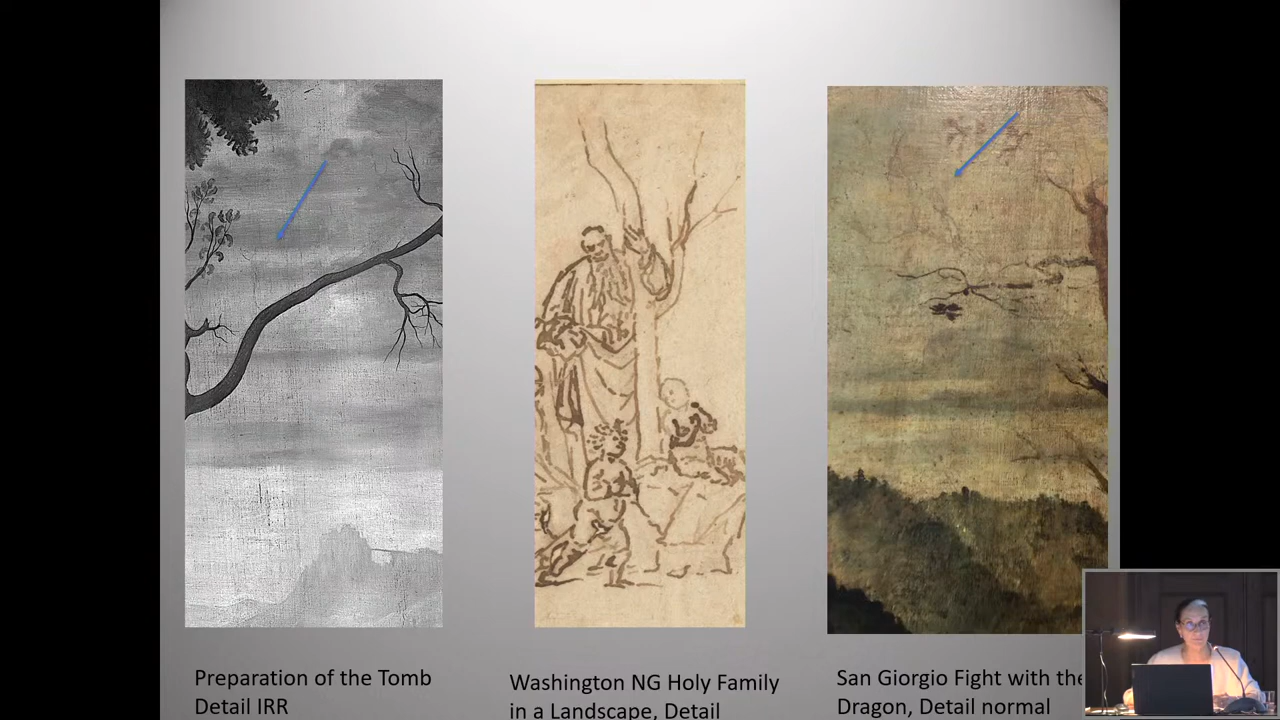 Preparation of the Tomb
Detail IRR
Washington NG Holy Family
in a Landscape, Detail
San Giorgio Fight with the
Dragon, Detail normal